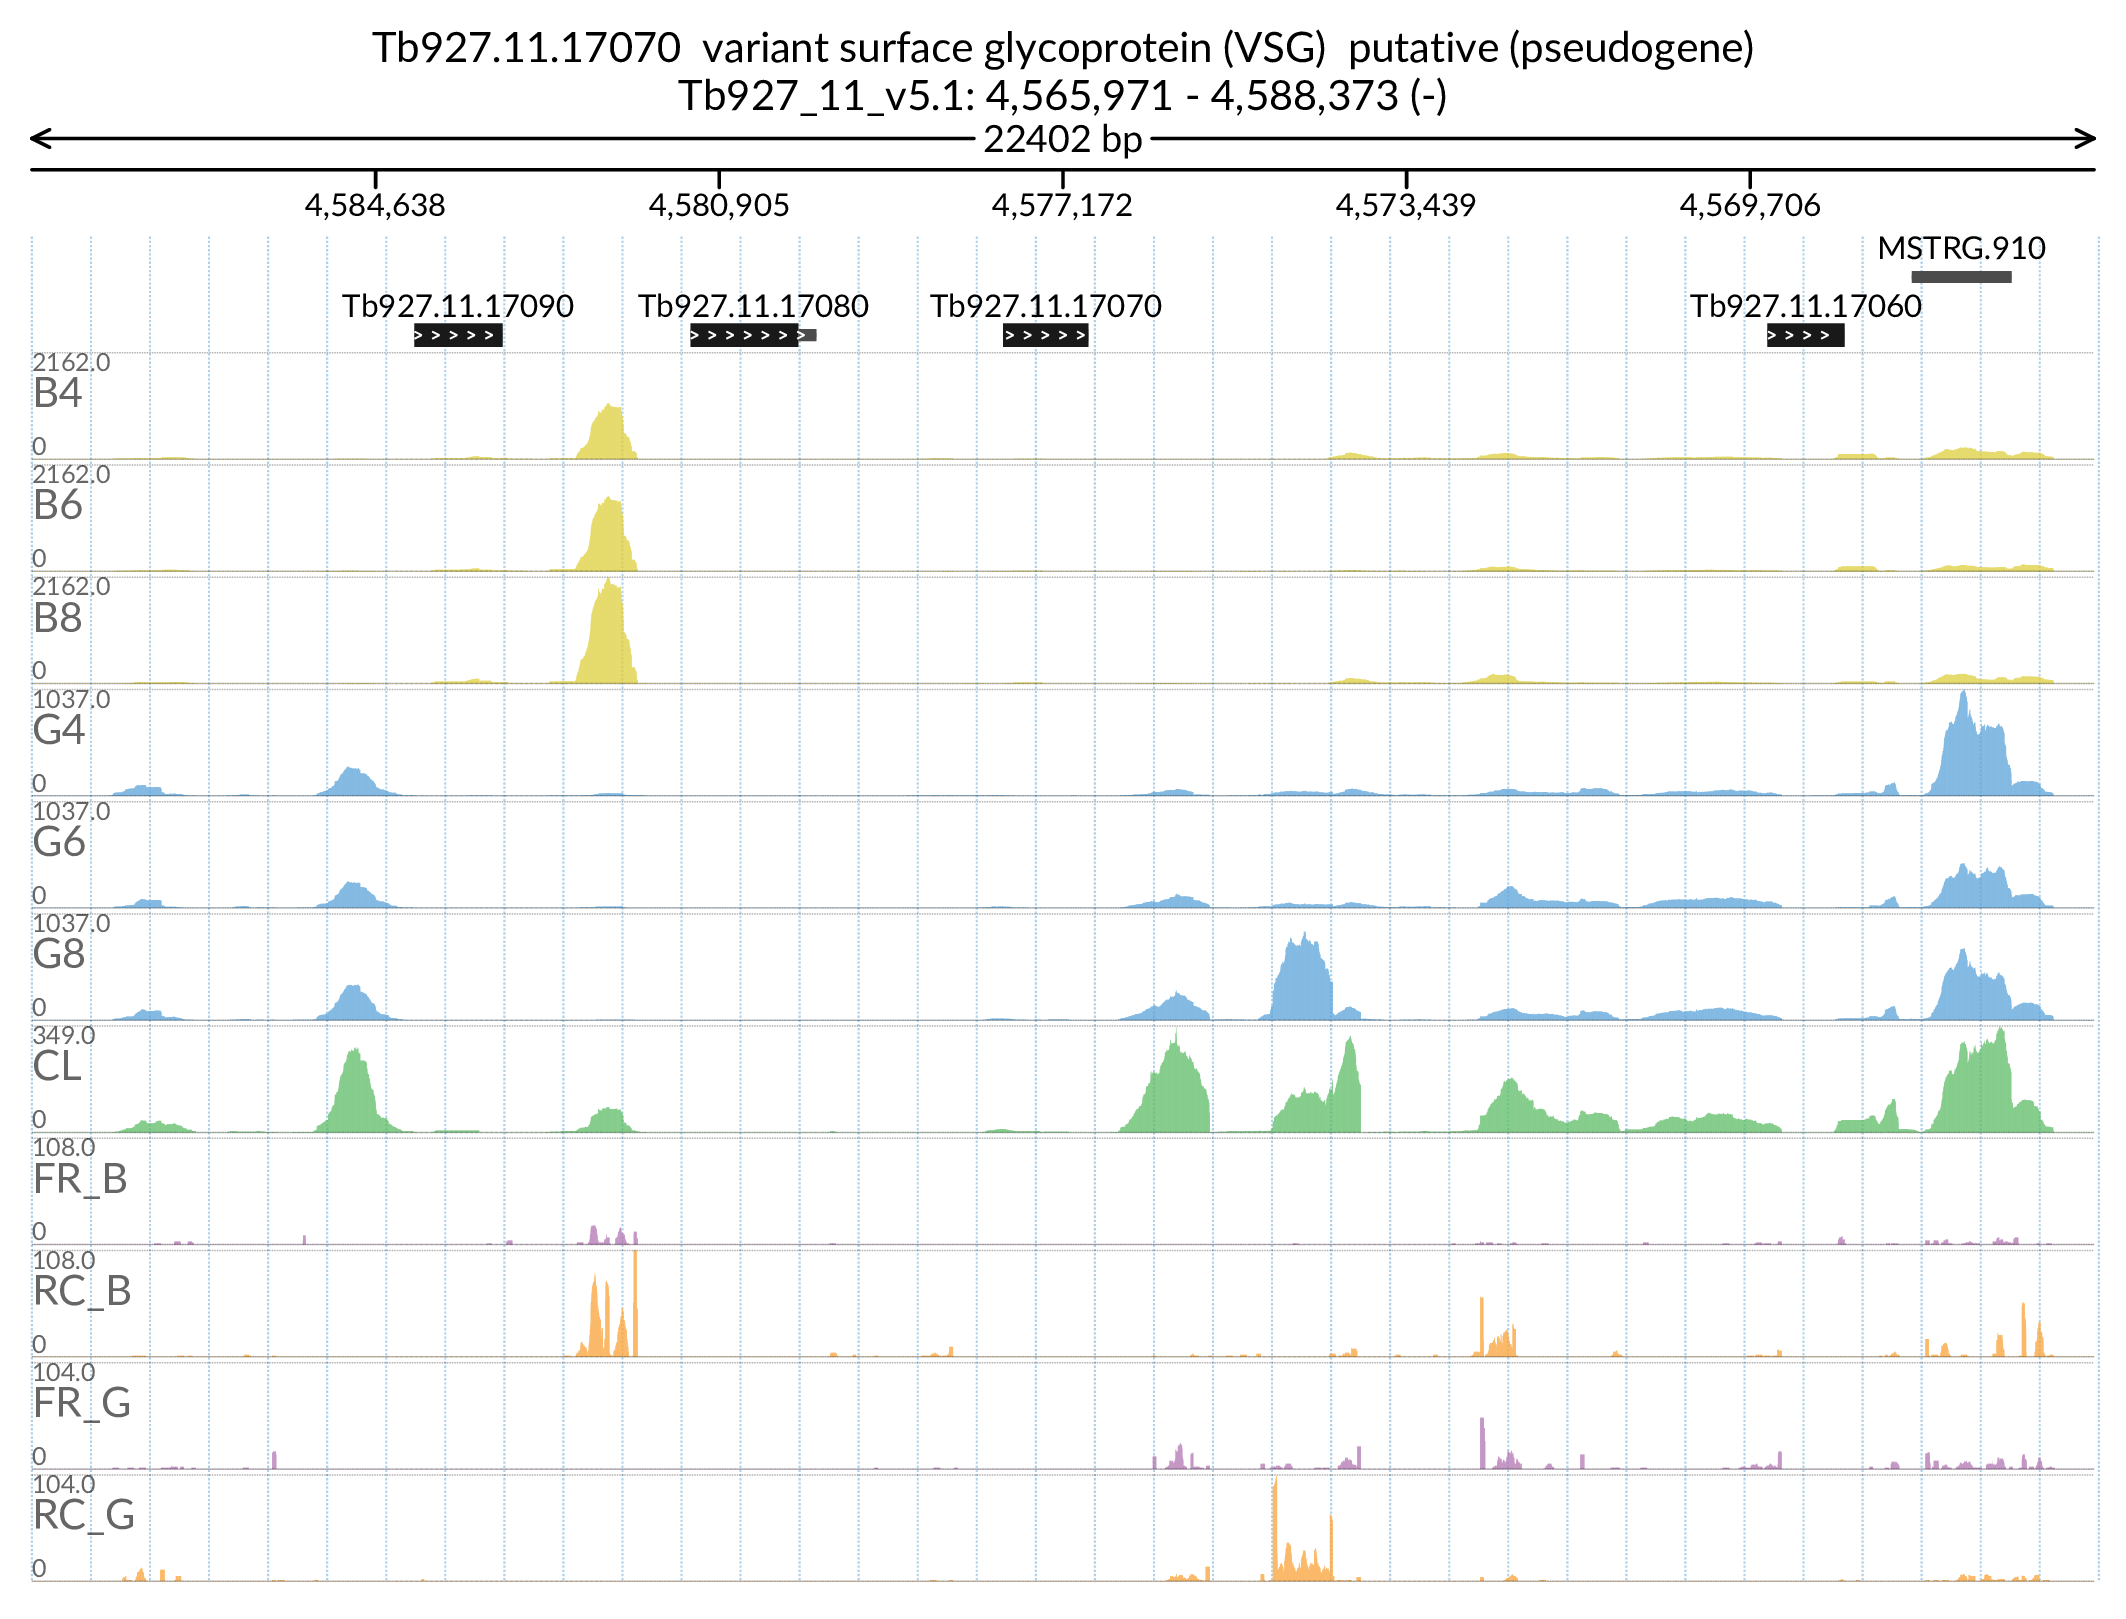 Tb927.11.17070  variant surface glycoprotein (VSG)  putative (pseudogene)
Tb927_11_v5.1: 4,565,971 - 4,588,373 (-)
22402 bp
4,584,638 4,580,905 4,577,172 4,573,439 4,569,706
MSTRG.910
Tb927.11.17090 Tb927.11.17080 Tb927.11.17070 Tb927.11.17060
2162.0
B4
0
2162.0
B6
0
2162.0
B8
0
1037.0
G4
0
1037.0
G6
0
1037.0
G8
0
349.0
CL
0
108.0
FR_B
0
108.0
RC_B
0
104.0
FR_G
0
104.0
RC_G
0